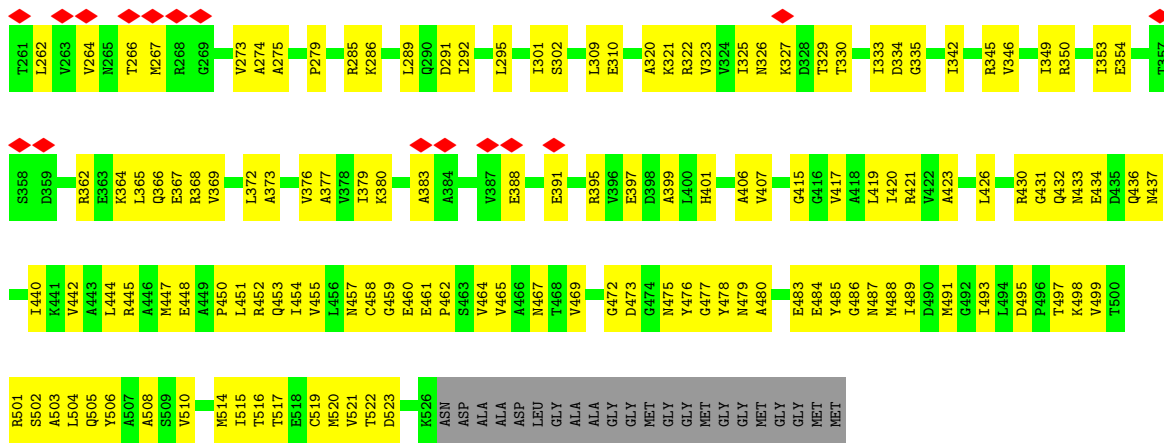 T261 L262 V263 V264 N265 T266 M267 R268 G269 V273 A274 A275 P279 R285 K286 L289 Q290 D291 I292 L295 I301 S302 L309 E310 A320 K321 R322 V323 V324 I325 N326 K327 D328 T329 T330 I333 D334 G335 I342 R345 V346 I349 R350 I353 E354 T357
S358 D359 R362 E363 K364 L365 Q366 E367 R368 V369 L372 A373 V376 A377 V378 I379 K380 A383 A384 V387 E388 E391 R395 V396 E397 D398 A399 L400 H401 A406 V407 G415 G416 V417 A418 L419 I420 R421 V422 A423 L426 R430 G431 Q432 N433 E434 D435 Q436 N437
I440 K441 V442 A443 L444 R445 A446 M447 E448 A449 P450 L451 R452 Q453 I454 V455 L456 N457 C458 G459 E460 E461 P462 S463 V464 V465 A466 N467 T468 V469 G472 D473 G474 N475 Y476 G477 Y478 N479 A480 E483 E484 Y485 G486 N487 M488 I489 D490 M491 G492 I493 L494 D495 P496 T497 K498 V499 T500
R501 S502 A503 L504 Q505 Y506 A507 A508 S509 V510 M514 I515 T516 T517 E518 C519 M520 V521 T522 D523 K526 ASN ASP ALA ALA ASP LEU GLY ALA ALA GLY GLY MET GLY GLY MET GLY GLY GLY MET MET